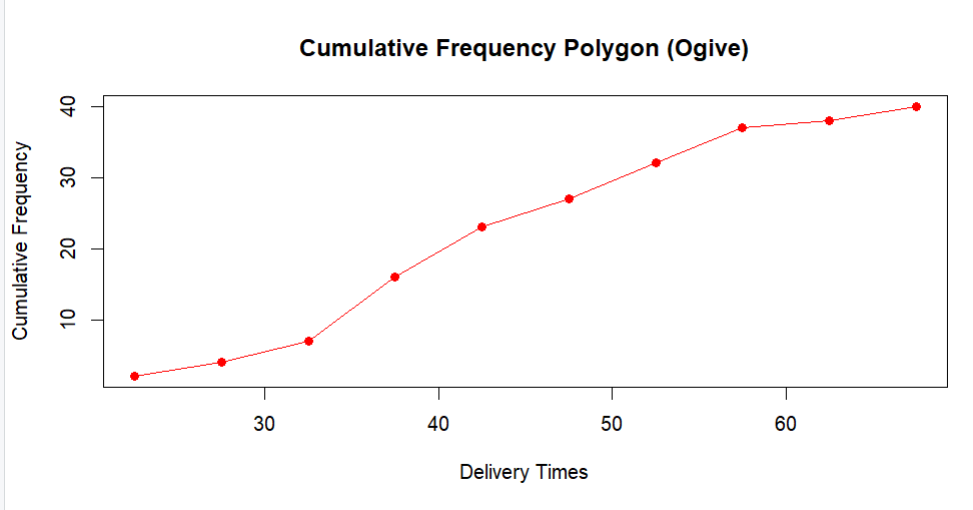 Cumulative Frequency Polygon (Ogive)
Cumulative Frequency
40
30
20
10
30 40 50 60
Delivery Times